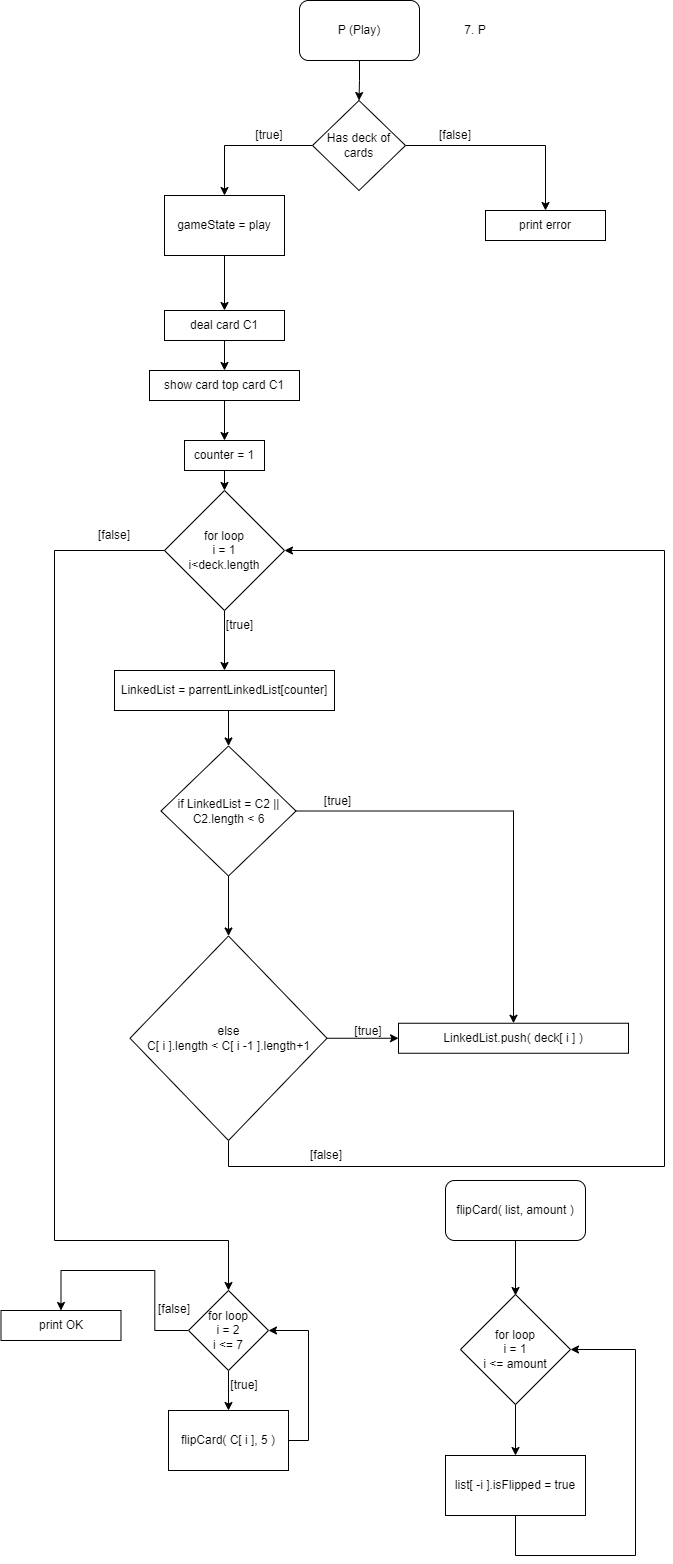 P (Play)
7. P
[true]
Has deck of
cards
[false]
gameState = play
print error
deal card C1
show card top card C1
counter = 1
[false]
for loop
i = 1
i<deck.length
[true]
LinkedList = parrentLinkedList[counter]
if LinkedList = C2 ||
C2.length < 6
[true]
else
C[ i ].length < C[ i -1 ].length+1
[true]
LinkedList.push( deck[ i ] )
[false]
flipCard( list, amount )
print OK
[false]
for loop
i = 2
i <= 7
[true]
flipCard( C[ i ], 5 )
for loop
i = 1
i <= amount
list[ -i ].isFlipped = true